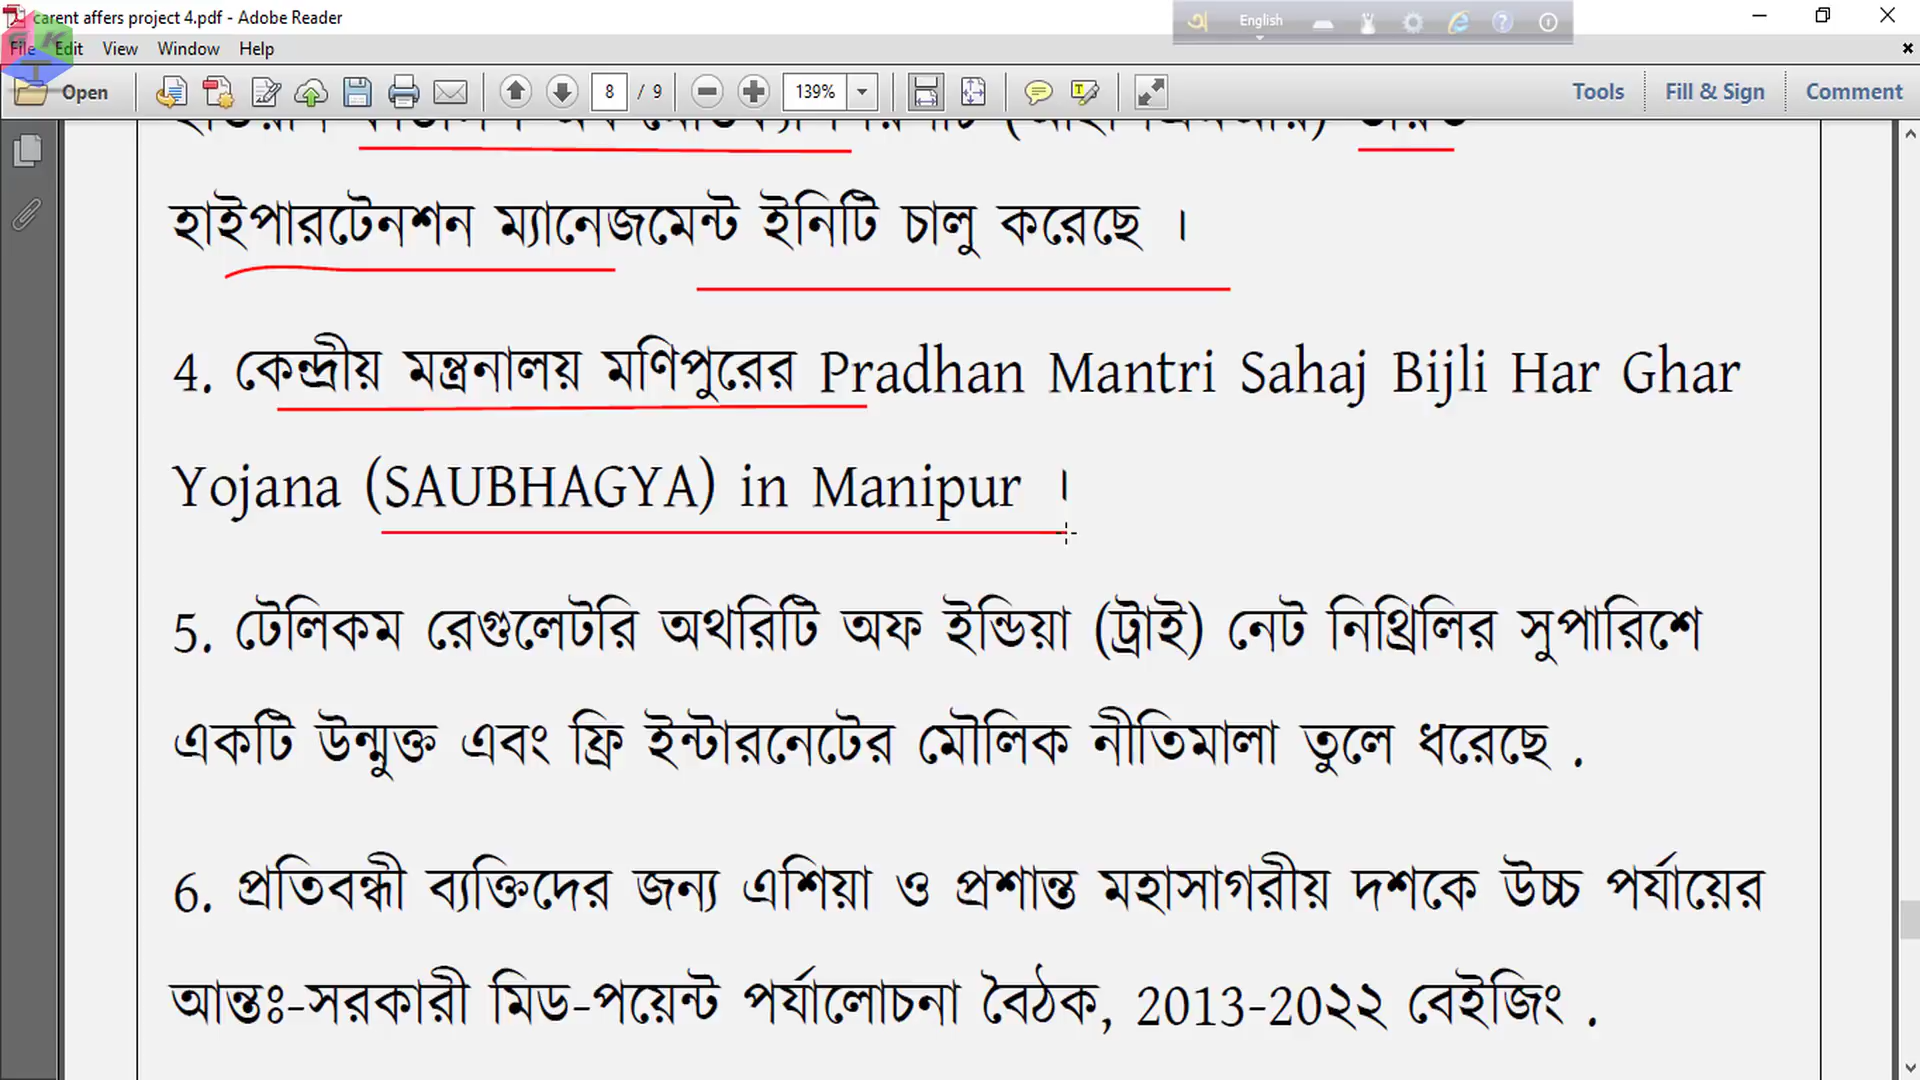 carent affers project 4.pdf - Adobe Reader
English
File Edit View Window Help
Open 8 / 9 139% Tools Fill & Sign Comment
হাইপারটেনশন ম্যানেজমেন্ট ইনিটি চালু করেছে ।
4. কেন্দ্রীয় মন্ত্রনালয় মণিপুরের Pradhan Mantri Sahaj Bijli Har Ghar
Yojana (SAUBHAGYA) in Manipur ।
5. টেলিকম রেগুলেটরি অথরিটি অফ ইন্ডিয়া (ট্রাই) নেট নিথ্রিলির সুপারিশে
একটি উন্মুক্ত এবং ফ্রি ইন্টারনেটের মৌলিক নীতিমালা তুলে ধরেছে .
6. প্রতিবন্ধী ব্যক্তিদের জন্য এশিয়া ও প্রশান্ত মহাসাগরীয় দশকে উচ্চ পর্যায়ের
আন্তঃ-সরকারী মিড-পয়েন্ট পর্যালোচনা বৈঠক, 2013-20২২ বেইজিং .